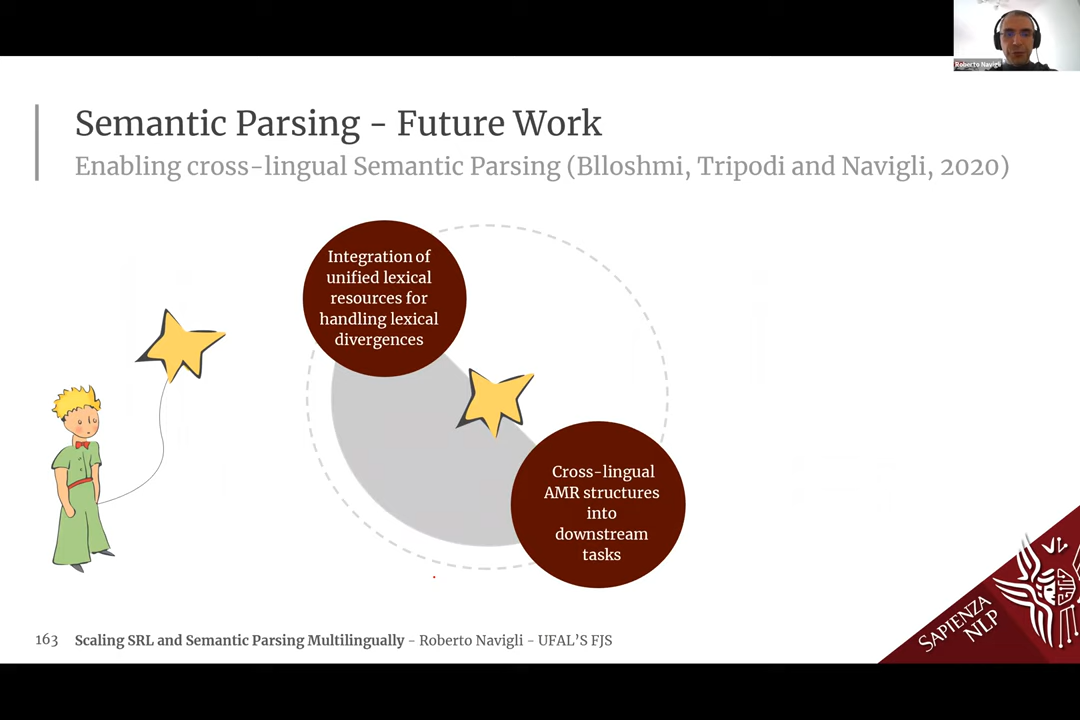 Roberto Navigli
Semantic Parsing - Future Work
Enabling cross-lingual Semantic Parsing (Blloshmi, Tripodi and Navigli, 2020)
Integration of
unified lexical
resources for
handling lexical
divergences
Cross-lingual
AMR structures
into
downstream
tasks
163 Scaling SRL and Semantic Parsing Multilingually - Roberto Navigli - UFAL'S FJS
SAPIENZA
NLP